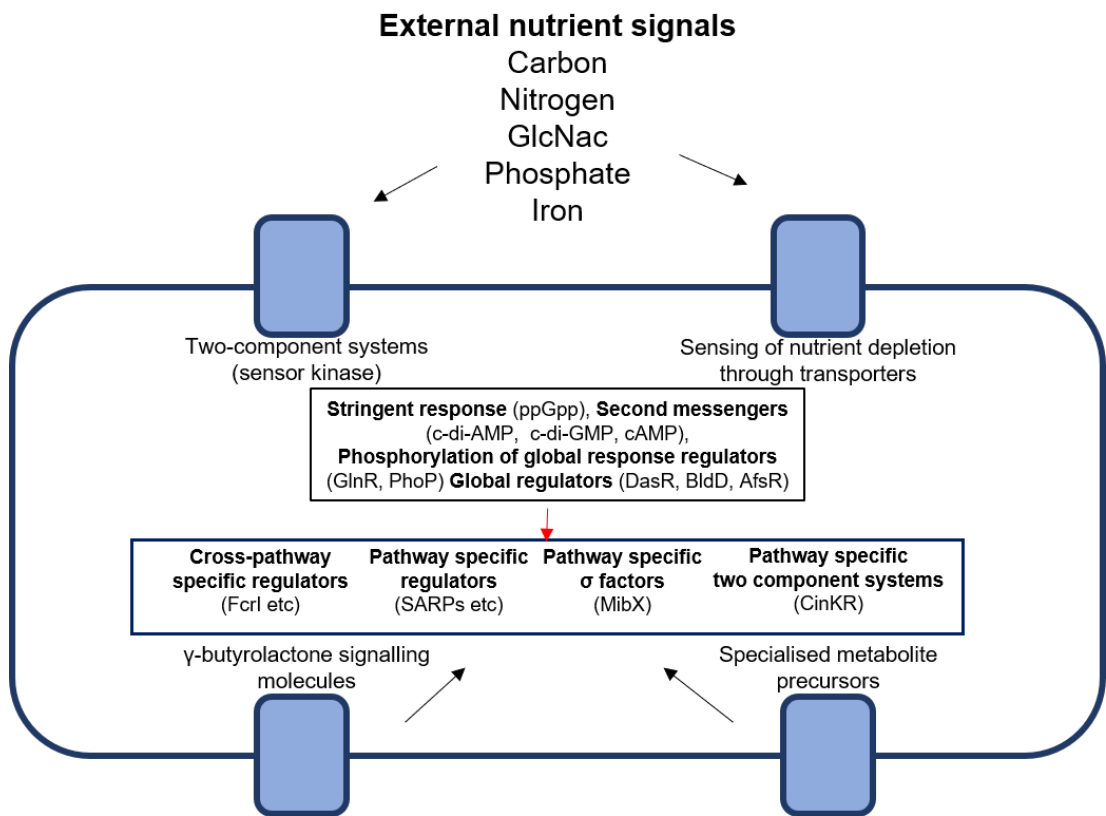 External nutrient signals
Carbon
Nitrogen
GlcNac
Phosphate
Iron
Two-component systems
(sensor kinase)
Sensing of nutrient depletion
through transporters
Stringent response (ppGpp), Second messengers
(c-di-AMP, c-di-GMP, cAMP),
Phosphorylation of global response regulators
(GlnR, PhoP) Global regulators (DasR, BldD, AfsR)
Cross-pathway
specific regulators
(FcrI etc)
Pathway specific
regulators
(SARPs etc)
Pathway specific
σ factors
(MibX)
Pathway specific
two component systems
(CinKR)
γ-butyrolactone signalling
molecules
Specialised metabolite
precursors